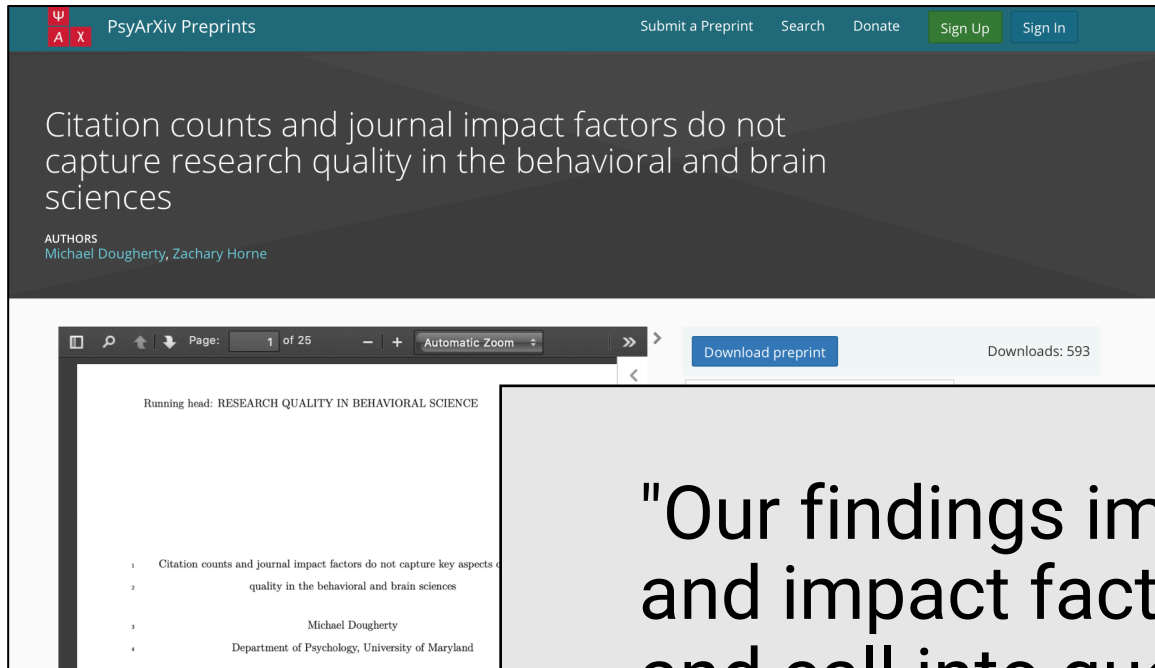 Ψ
A χ
PsyArXiv Preprints
Submit a Preprint Search Donate Sign Up Sign In
Citation counts and journal impact factors do not
capture research quality in the behavioral and brain
sciences
AUTHORS
Michael Dougherty, Zachary Horne
Page: 1 of 25 − + Automatic Zoom
Download preprint Downloads: 593
Running head: RESEARCH QUALITY IN BEHAVIORAL SCIENCE
1 Citation counts and journal impact factors do not capture key aspects
2 quality in the behavioral and brain sciences
3 Michael Dougherty
4 Department of Psychology, University of Maryland
"Our findings im
and impact fact
and call into que